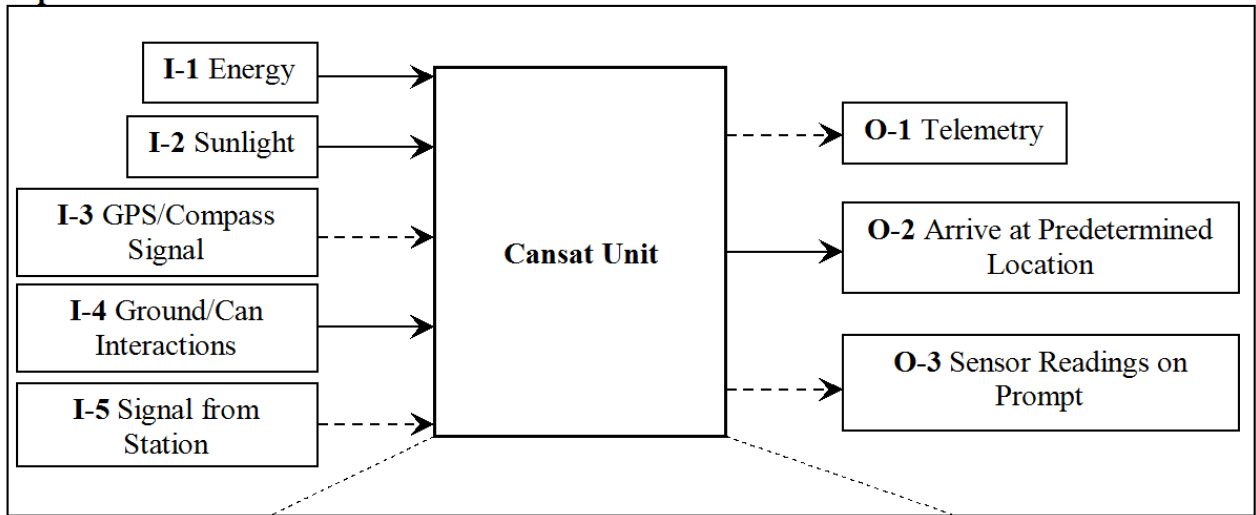 I-1 Energy
I-2 Sunlight
I-3 GPS/Compass
Signal
I-4 Ground/Can
Interactions
I-5 Signal from
Station
Cansat Unit
O-1 Telemetry
O-2 Arrive at Predetermined
Location
O-3 Sensor Readings on
Prompt